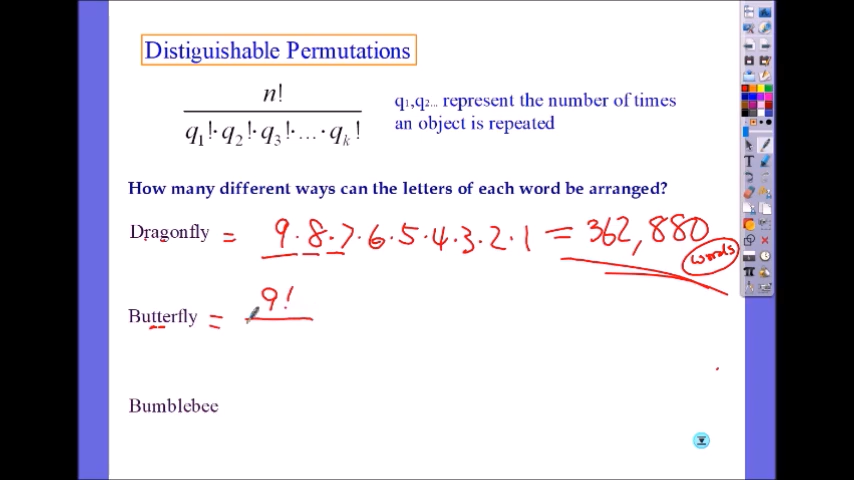 Distiguishable Permutations
n!
q1!·q2!·q3!·…·qk!
q1,q2... represent the number of times
an object is repeated
How many different ways can the letters of each word be arranged?
Dragonfly = 9·8·7·6·5·4·3·2·1 = 362,880
words
9!
Butterfly =
Bumblebee